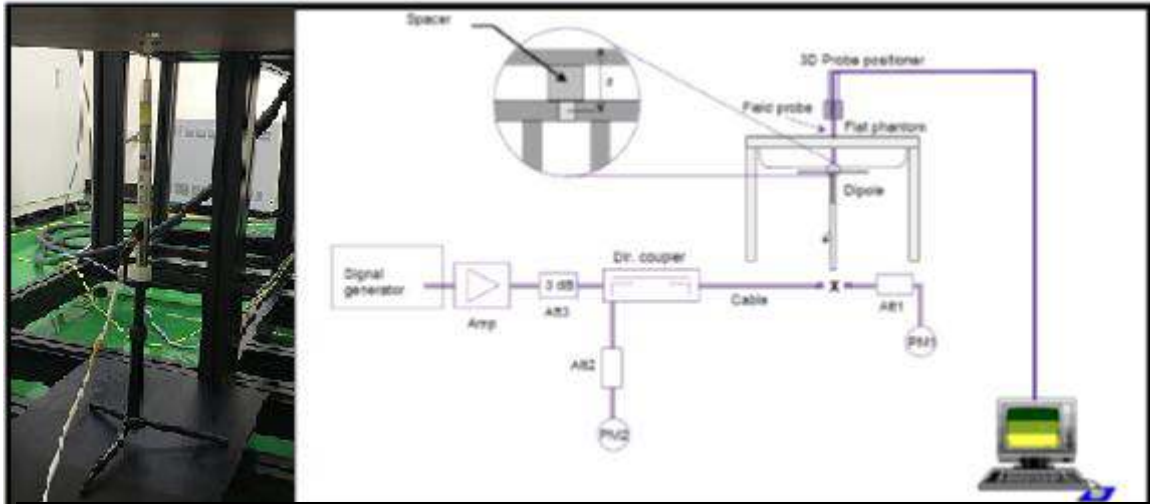 Spacer
s
3D Probe positioner
Field probe
Flat phantom
Dipole
Signal
generator
Amp
3 dB
Att3
Dir. coupler
Cable
x
Att1
PM1
Att2
PM2